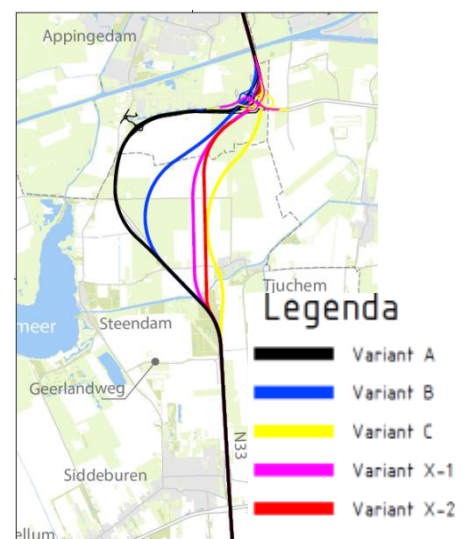 Appingedam
Tjuchem
meer
Steendam
Geerlandweg
N33
Siddeburen
ellum
Legenda
Variant A
Variant B
Variant C
Variant X-1
Variant X-2